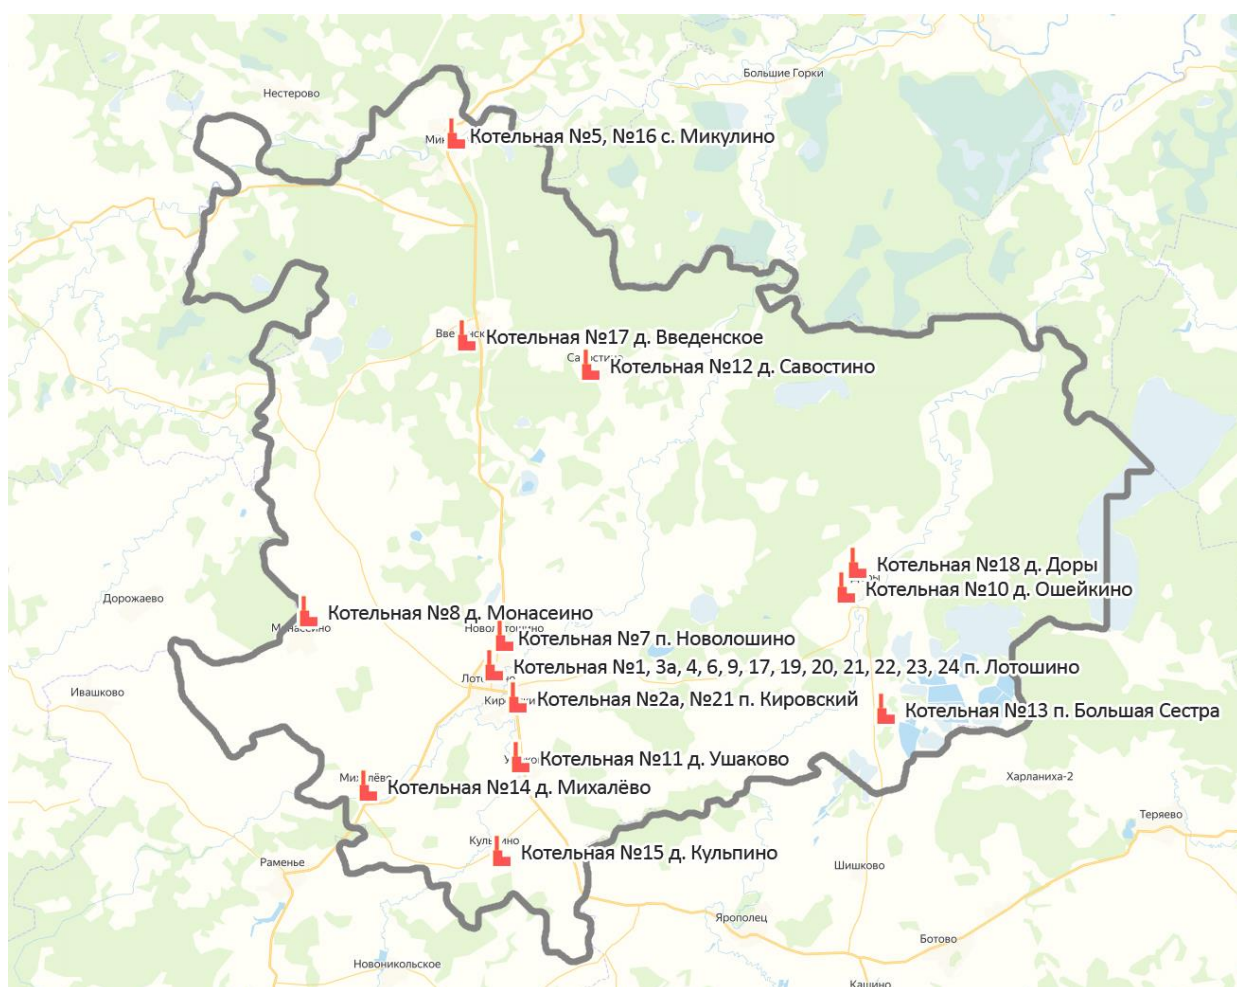 Большие Горки
Нестерово
Котельная №5, №16 с. Микулино
Котельная №17 д. Введенское
Котельная №12 д. Савостино
Котельная №18 д. Доры
Котельная №10 д. Ошейкино
Дорожаево
Котельная №8 д. Монасеино
Котельная №7 п. Новолошино
Котельная №1, 3а, 4, 6, 9, 17, 19, 20, 21, 22, 23, 24 п. Лотошино
Ивашково
Котельная №2а, №21 п. Кировский
Котельная №13 п. Большая Сестра
Котельная №11 д. Ушаково
Харланиха-2
Котельная №14 д. Михалёво
Теряево
Котельная №15 д. Кульпино
Раменье
Шишково
Ярополец
Ботово
Новоникольское
Кашино